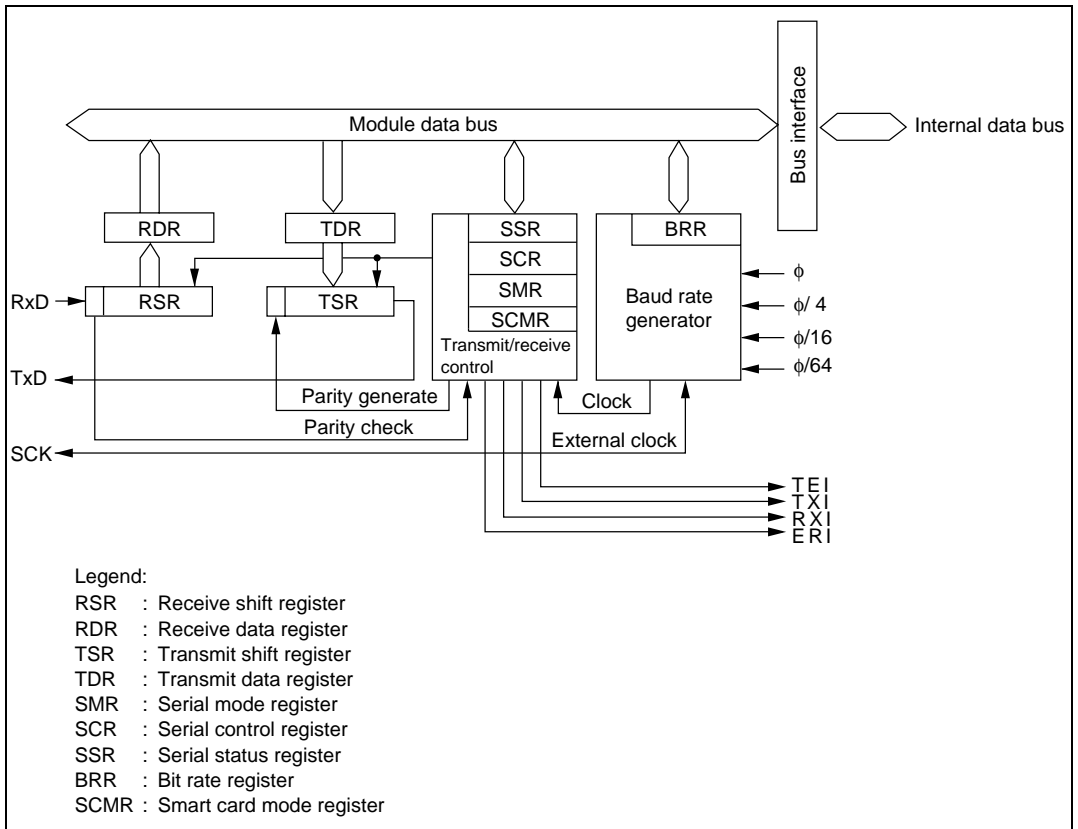 Bus interface
Module data bus
Internal data bus
RDR
TDR
SSR
BRR
SCR
RSR
TSR
SMR
SCMR
Baud rate
generator
Transmit/receive
control
RxD
TxD
SCK
ϕ
ϕ/ 4
ϕ/16
ϕ/64
Parity generate
Clock
Parity check
External clock
TEI
TXI
RXI
ERI
Legend:
RSR : Receive shift register
RDR : Receive data register
TSR : Transmit shift register
TDR : Transmit data register
SMR : Serial mode register
SCR : Serial control register
SSR : Serial status register
BRR : Bit rate register
SCMR : Smart card mode register